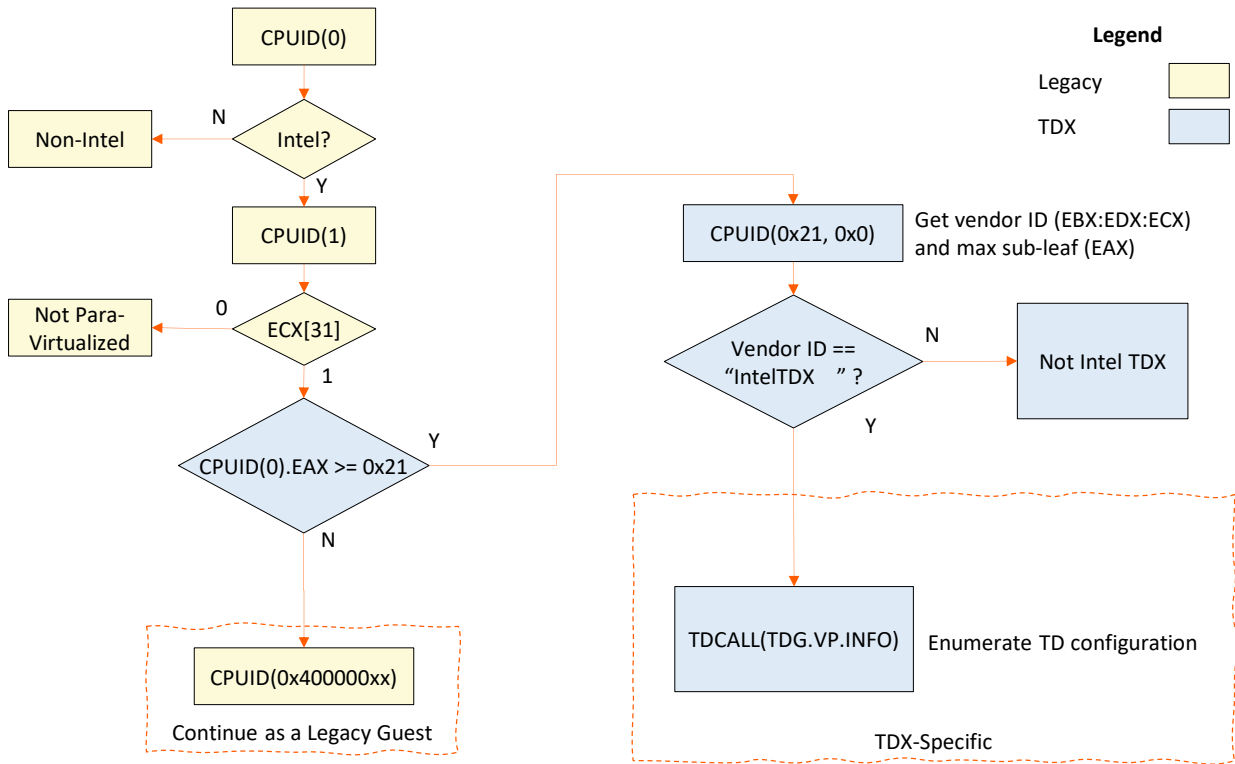 CPUID(0)
Intel?
N
Non-Intel
Y
CPUID(1)
ECX[31]
0
Not Para-
Virtualized
1
CPUID(0).EAX >= 0x21
Y
N
CPUID(0x400000xx)
Continue as a Legacy Guest
Legend
Legacy
TDX
CPUID(0x21, 0x0)
Get vendor ID (EBX:EDX:ECX)
and max sub-leaf (EAX)
Vendor ID ==
“IntelTDX    ” ?
N
Not Intel TDX
Y
TDCALL(TDG.VP.INFO)
Enumerate TD configuration
TDX-Specific